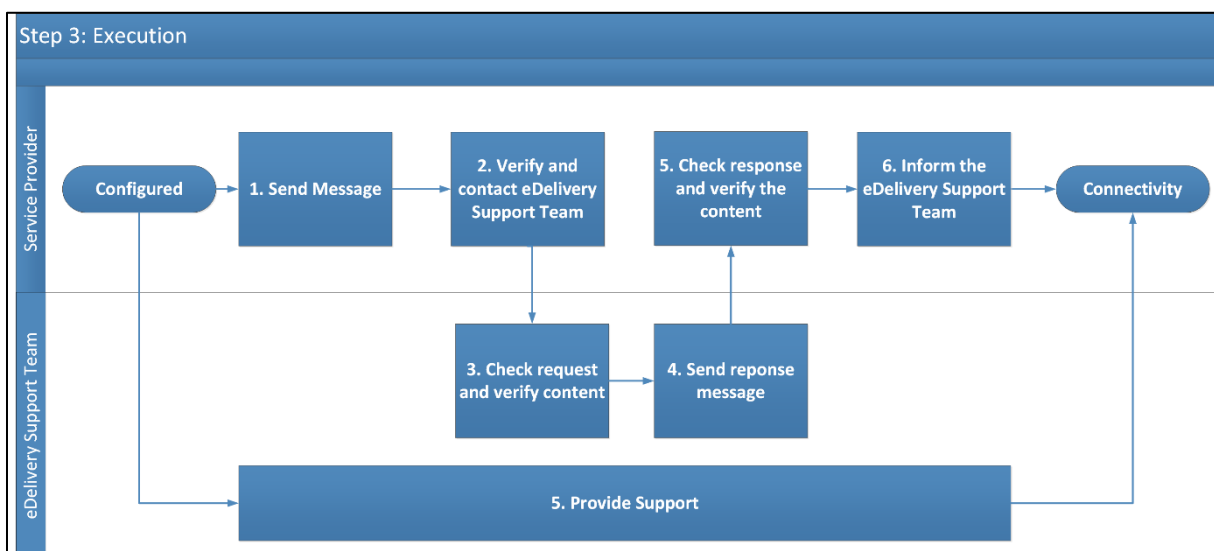 Step 3: Execution
Service Provider
Configured
1. Send Message
2. Verify and
contact eDelivery
Support Team
5. Check response
and verify the
content
6. Inform the
eDelivery Support
Team
Connectivity
eDelivery Support Team
3. Check request
and verify content
4. Send reponse
message
5. Provide Support